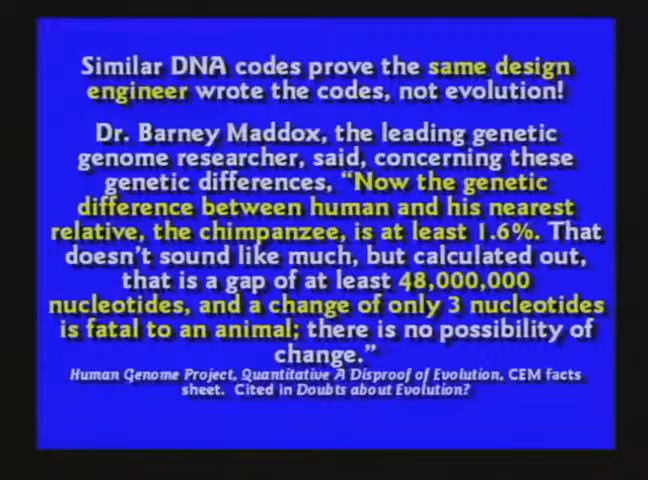 Similar DNA codes prove the same design
engineer wrote the codes, not evolution!
Dr. Barney Maddox, the leading genetic
genome researcher, said, concerning these
genetic differences, “Now the genetic
difference between human and his nearest
relative, the chimpanzee, is at least 1.6%. That
doesn’t sound like much, but calculated out,
that is a gap of at least 48,000,000
nucleotides, and a change of only 3 nucleotides
is fatal to an animal; there is no possibility of
change.”
Human Genome Project, Quantitative A Disproof of Evolution, CEM facts
sheet. Cited in Doubts about Evolution?